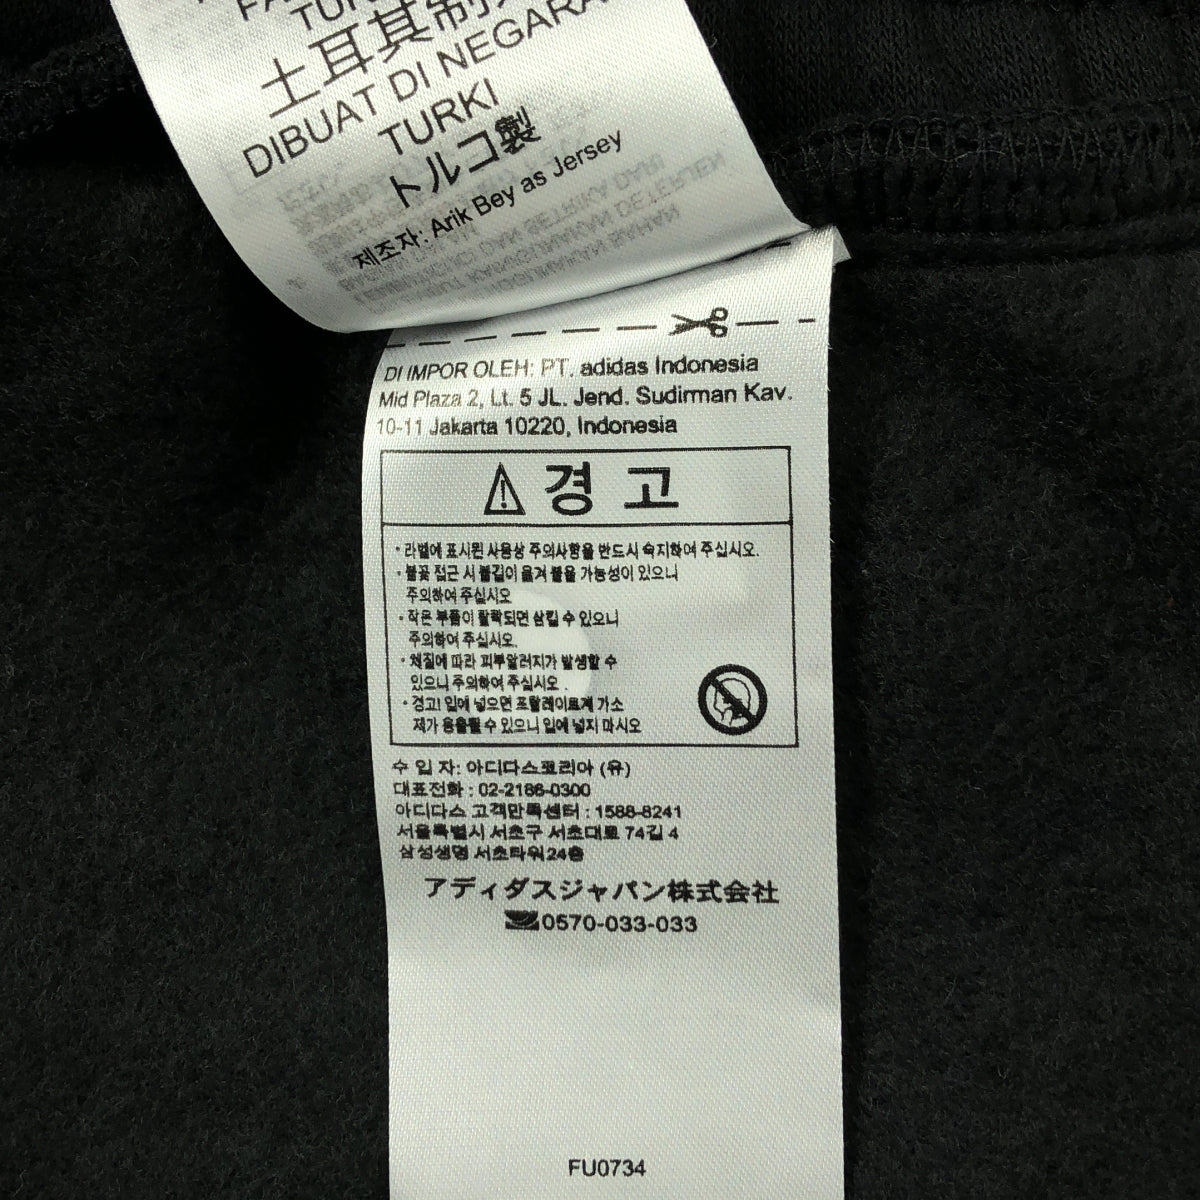 FA
TUR
土耳其制
DIBUAT DI NEGARA
TURKI
トルコ製
제조자: Arik Bey as Jersey
DI IMPOR OLEH: PT. adidas Indonesia
Mid Plaza 2, Lt. 5 JL. Jend. Sudirman Kav.
10-11 Jakarta 10220, Indonesia
경 고
· 라벨에 표시된 사용상 주의사항을 반드시 숙지하여 주십시오.
· 불꽃 접근 시 불길이 옮겨 붙을 가능성이 있으니
주의하여 주십시오
· 작은 부품이 탈락되면 삼킬 수 있으니
주의하여 주십시오.
· 체질에 따라 피부알러지가 발생할 수
있으니 주의하여 주십시오 .
· 경고! 입에 넣으면 프탈레이트계 가소
제가 용출될 수 있으니 입에 넣지 마시오
수 입 자: 아디다스코리아 (유)
대표전화 : 02-2186-0300
아디다스 고객만족센터 : 1588-8241
서울특별시 서초구 서초대로 74길 4
삼성생명 서초타워 24층
アディダスジャパン株式会社
0570-033-033
FU0734